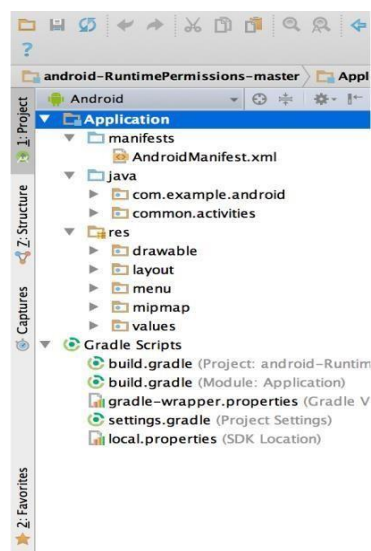 ?
android-RuntimePermissions-master
Appl
Android
1: Project
Application
manifests
AndroidManifest.xml
java
com.example.android
common.activities
Z: Structure
res
drawable
layout
menu
mipmap
values
Captures
Gradle Scripts
build.gradle (Project: android-Runtim
build.gradle (Module: Application)
gradle-wrapper.properties (Gradle V
settings.gradle (Project Settings)
local.properties (SDK Location)
2: Favorites